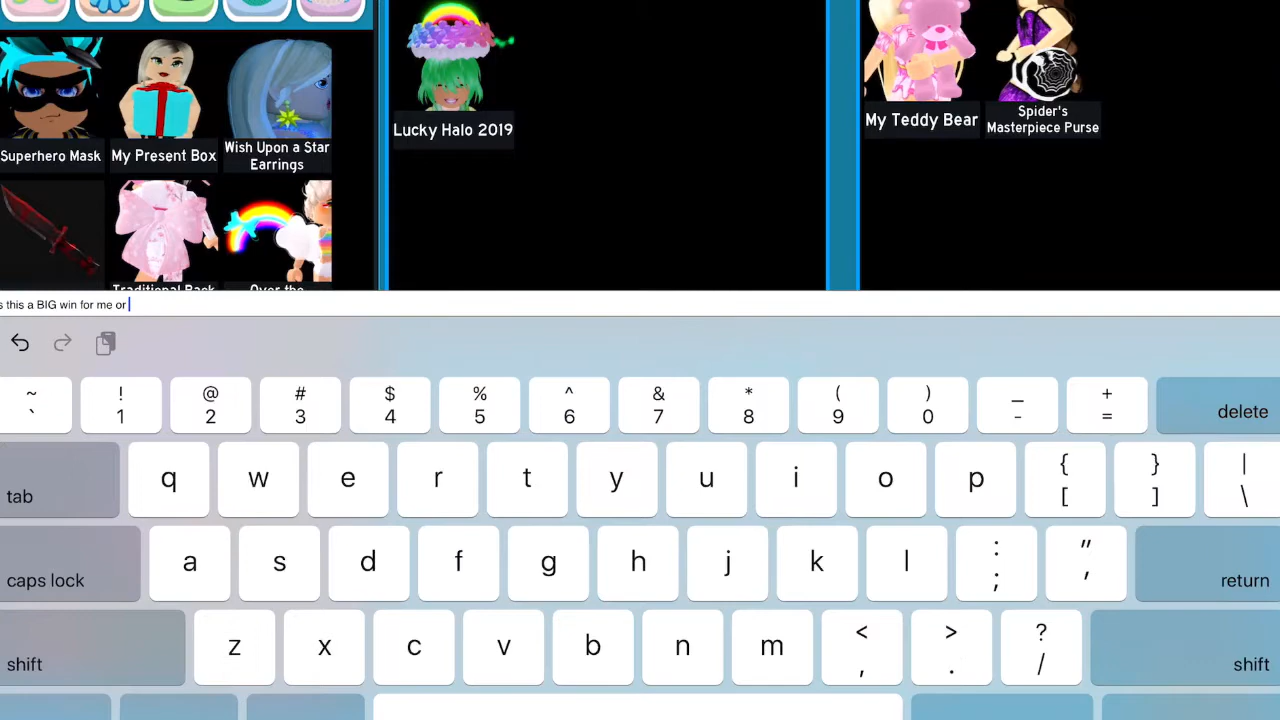 Lucky Halo 2019
My Teddy Bear
Spider's
Masterpiece Purse
Superhero Mask
My Present Box
Wish Upon a Star
Earrings
Traditional Back
Over the
s this a BIG win for me or
~ ! @ # $ % ^ & * ( ) _ +
` 1 2 3 4 5 6 7 8 9 0 - = delete
tab q w e r t y u i o p { [ } ] | \
caps lock a s d f g h j k l : ; " ' return
shift z x c v b n m < , > . ? / shift